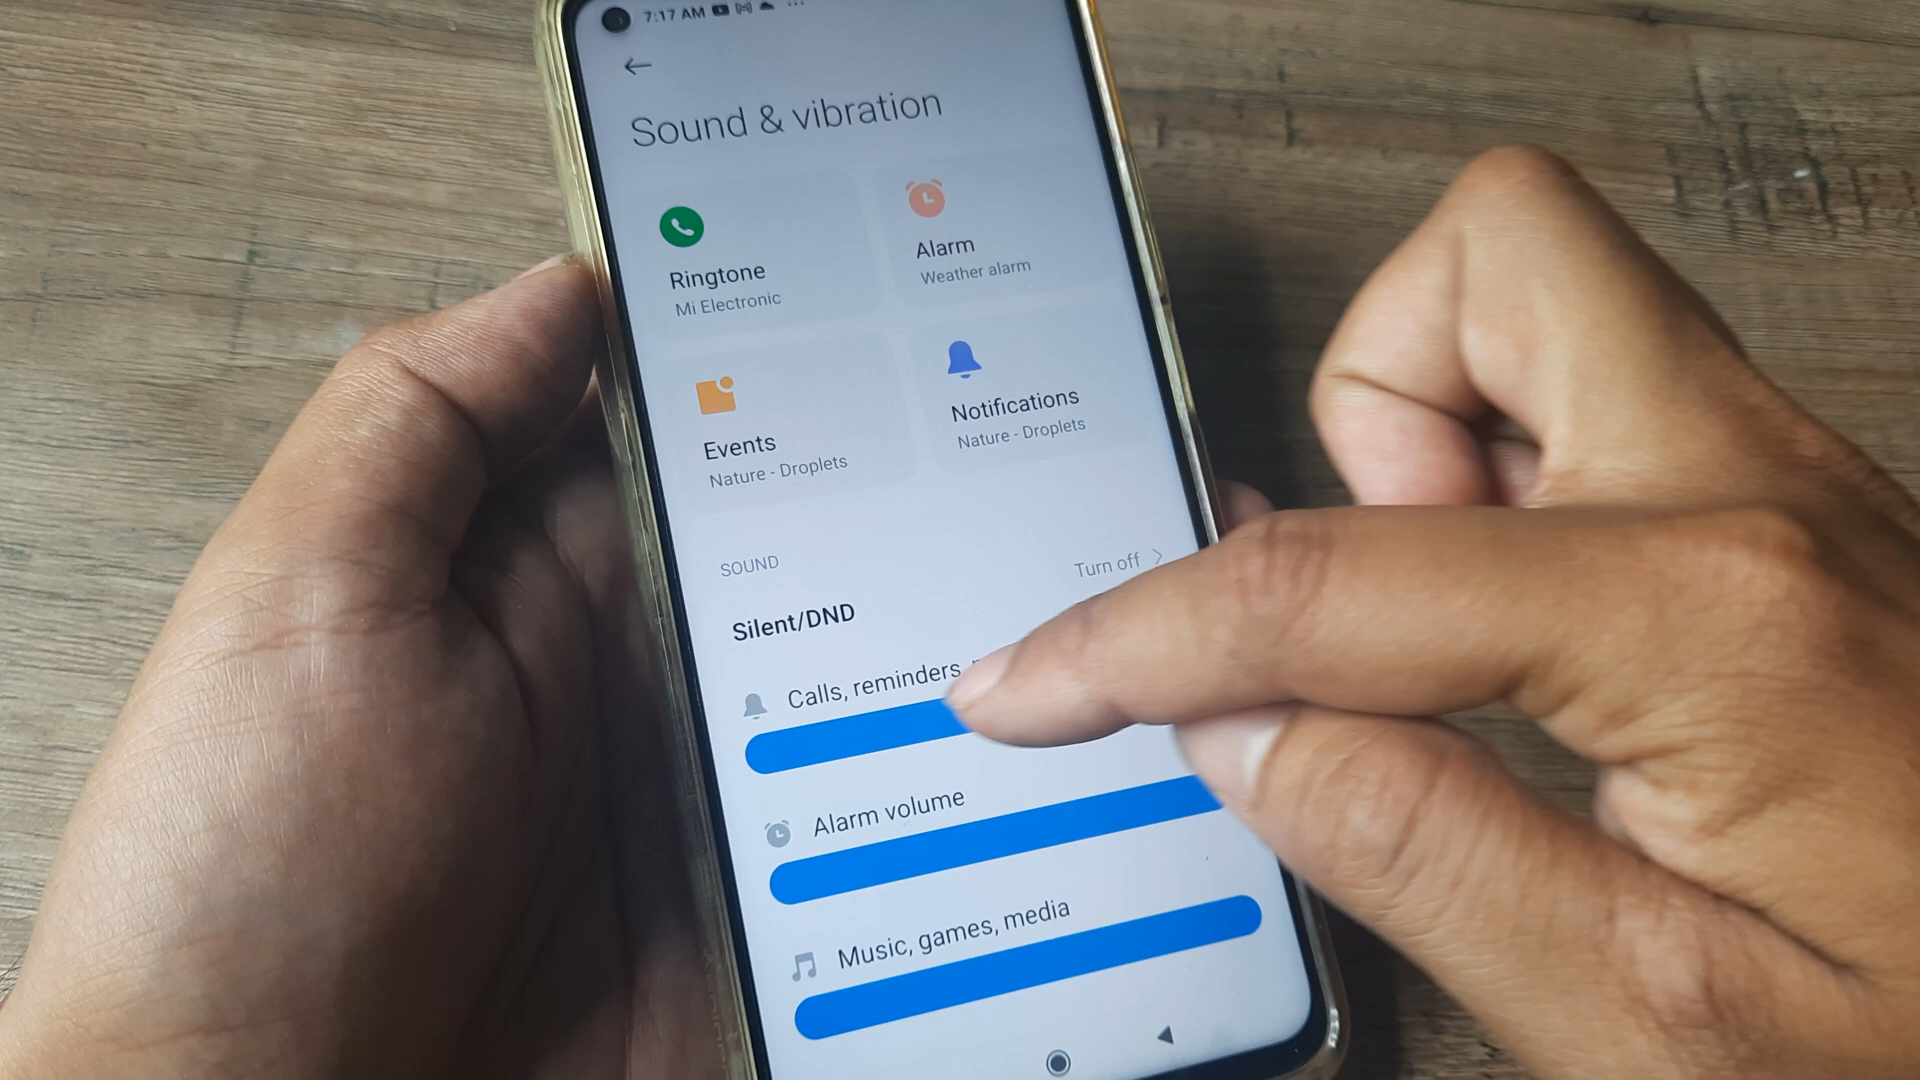 7:17 AM
Sound & vibration
Ringtone
Mi Electronic
Alarm
Weather alarm
Events
Nature - Droplets
Notifications
Nature - Droplets
SOUND
Turn off
Silent/DND
Calls, reminders,
Alarm volume
Music, games, media